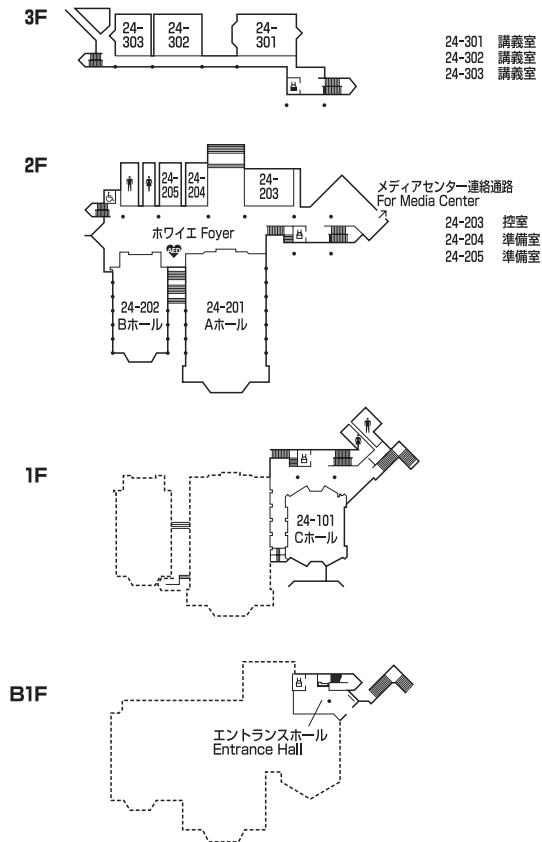 3F
24-
303
24-
302
24-
301
24-301 講義室
24-302 講義室
24-303 講義室
2F
24-
205
24-
204
24-
203
メディアセンター連絡通路
For Media Center
24-203 控室
24-204 準備室
24-205 準備室
ホワイエ Foyer
AED
24-202
Bホール
24-201
Aホール
1F
24-101
Cホール
B1F
エントランスホール
Entrance Hall